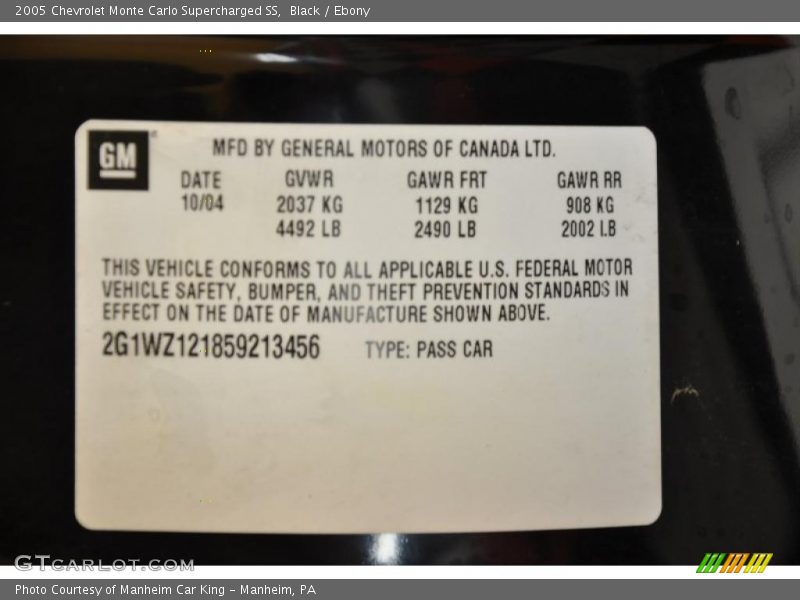 2005 Chevrolet Monte Carlo Supercharged SS, Black / Ebony
GM
MFD BY GENERAL MOTORS OF CANADA LTD.
DATE GVWR GAWR FRT GAWR RR
10/04 2037 KG 1129 KG 908 KG
4492 LB 2490 LB 2002 LB
THIS VEHICLE CONFORMS TO ALL APPLICABLE U.S. FEDERAL MOTOR
VEHICLE SAFETY, BUMPER, AND THEFT PREVENTION STANDARDS IN
EFFECT ON THE DATE OF MANUFACTURE SHOWN ABOVE.
2G1WZ121859213456 TYPE: PASS CAR
GTCARLOT.COM
Photo Courtesy of Manheim Car King - Manheim, PA